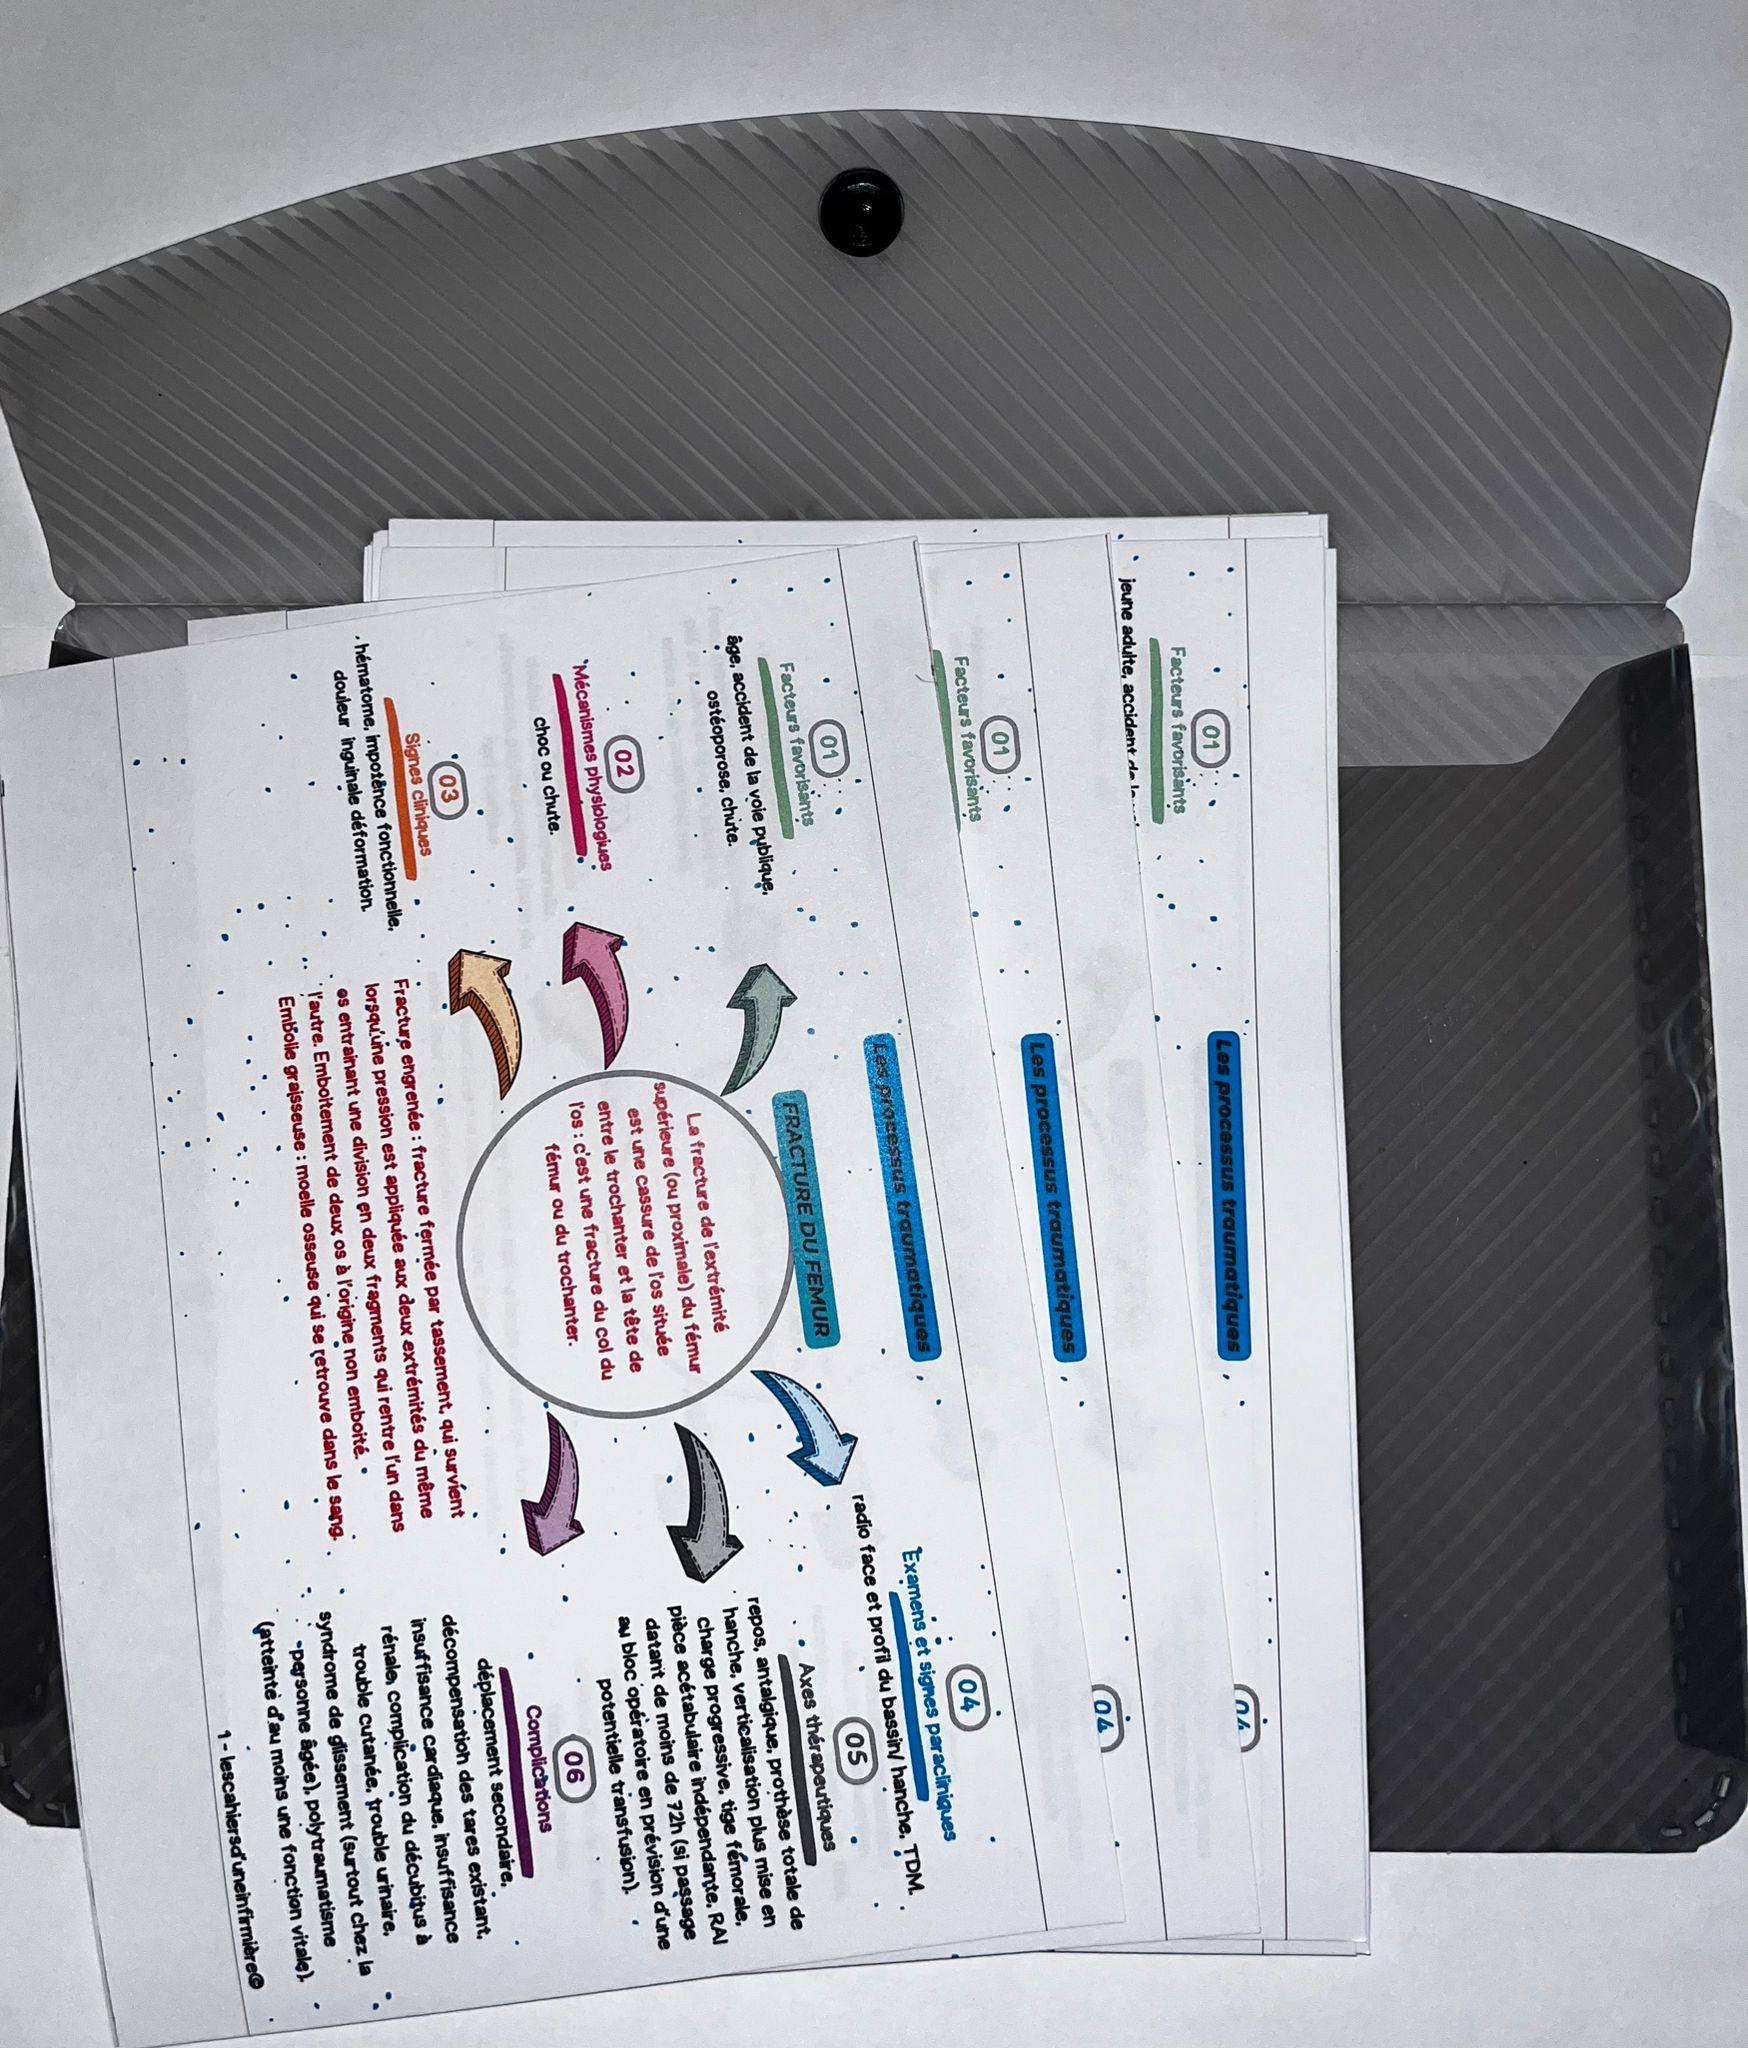 Les processus traumatiques
FRACTURE DU FEMUR
01
Facteurs favorisants
âge, accident de la voie publique,
ostéoporose, chute.
02
Mécanismes physiologiues
choc ou chute.
03
Signes cliniques
hématome, impotence fonctionnelle,
douleur inguinale déformation.
La fracture de l'extrémité
supérieure (ou proximale) du fémur
est une cassure de l'os située
entre le trochanter et la tête de
l'os : c'est une fracture du col du
fémur ou du trochanter.
Fracture engrenée : fracture fermée par tassement, qui survient
lorsqu'une pression est appliquée aux deux extrémités du même
os entrainant une division en deux fragments qui rentre l'un dans
l'autre. Emboitement de deux os à l'origine non emboité.
Embolie graisseuse : moelle osseuse qui se retrouve dans le sang.
04
Examens et signes paracliniques
radio face et profil du bassin/ hanche, TDM.
05
Axes thérapeutiques
repos, antalgique, prothèse totale de
hanche, verticalisation plus mise en
charge progressive, tige fémorale,
pièce acétabulaire indépendante, RAI
datant de moins de 72h (si passage
au bloc opératoire en prévision d'une
potentielle transfusion).
06
Complications
déplacement secondaire,
décompensation des tares existant,
insuffisance cardiaque, insuffisance
rénale, complication du décubitus à
trouble cutanée, trouble urinaire,
syndrome de glissement (surtout chez la
personne âgée), polytraumatisme
(atteinte d'au moins une fonction vitale).
1 - lescahiersd'uneinfirmière©
Les processus traumatiques
01
Facteurs favorisants
04
Les processus traumatiques
01
Facteurs favorisants
jeune adulte, accident de
04